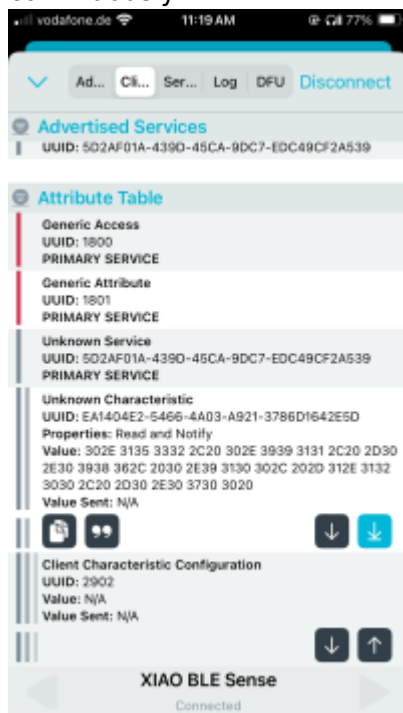 vodafone.de 11:19 AM 77%
Ad... Cli... Ser... Log DFU Disconnect
Advertised Services
UUID: 5D2AF01A-439D-45CA-9DC7-EDC49CF2A539
Attribute Table
Generic Access
UUID: 1800
PRIMARY SERVICE
Generic Attribute
UUID: 1801
PRIMARY SERVICE
Unknown Service
UUID: 5D2AF01A-439D-45CA-9DC7-EDC49CF2A539
PRIMARY SERVICE
Unknown Characteristic
UUID: EA1404E2-5466-4A03-A921-3786D1642E5D
Properties: Read and Notify
Value: 302E 3135 3332 2C20 302E 3939 3131 2C20 2D30
2E30 3938 362C 2030 2E39 3130 302C 202D 312E 3132
3030 2C20 2D30 2E30 3730 3020
Value Sent: N/A
Client Characteristic Configuration
UUID: 2902
Value: N/A
Value Sent: N/A
XIAO BLE Sense
Connected